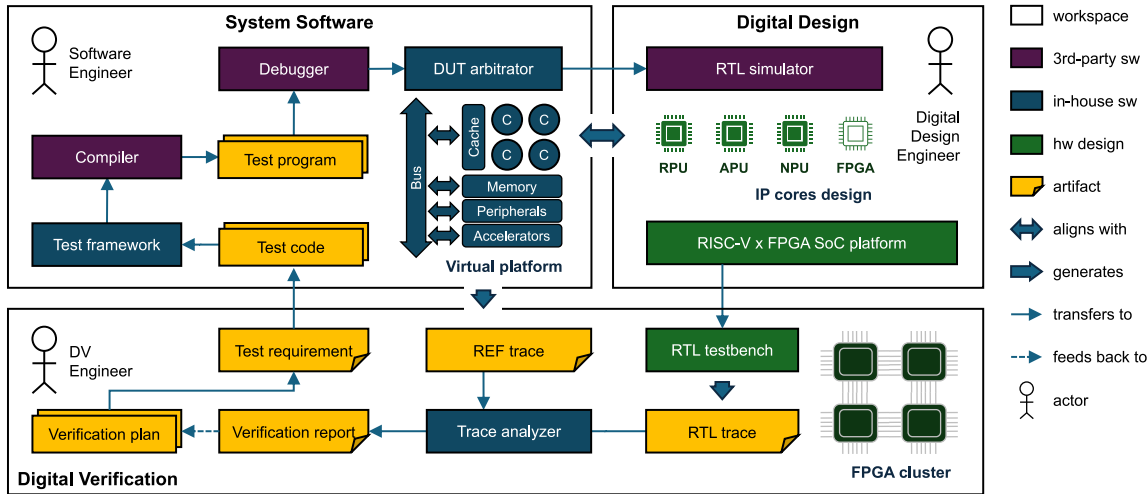 System Software
Software
Engineer
Debugger
DUT arbitrator
Compiler
Test program
Test framework
Test code
Bus
Cache
C
C
C
C
Memory
Peripherals
Accelerators
Virtual platform
Digital Design
RTL simulator
Digital
Design
Engineer
RPU
APU
NPU
FPGA
IP cores design
RISC-V x FPGA SoC platform
DV
Engineer
Test requirement
REF trace
RTL testbench
Verification plan
Verification report
Trace analyzer
RTL trace
FPGA cluster
Digital Verification
workspace
3rd-party sw
in-house sw
hw design
artifact
aligns with
generates
transfers to
feeds back to
actor